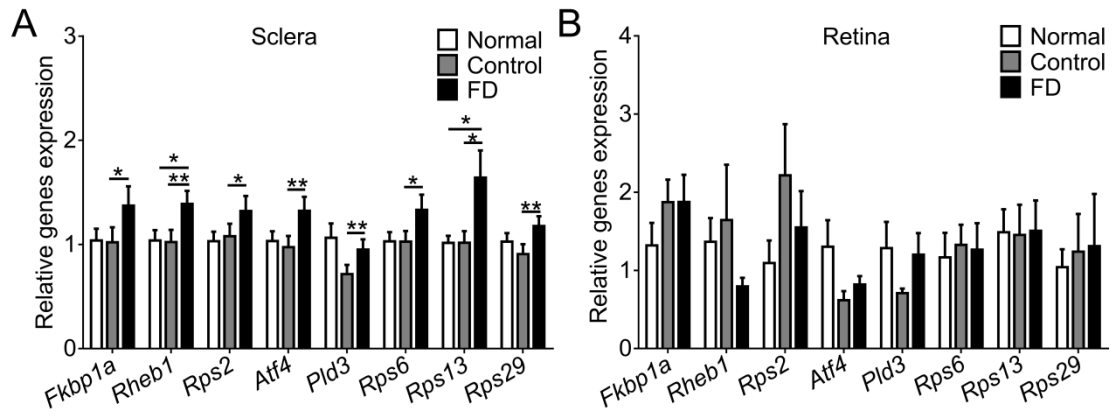 A
Sclera
Normal
Control
FD
Relative genes expression
3
2
1
0
*
*
**
*
**
**
*
*
*
**
Fkbp1a
Rheb1
Rps2
Atf4
Pld3
Rps6
Rps13
Rps29
B
Retina
Normal
Control
FD
Relative genes expression
4
3
2
1
0
Fkbp1a
Rheb1
Rps2
Atf4
Pld3
Rps6
Rps13
Rps29